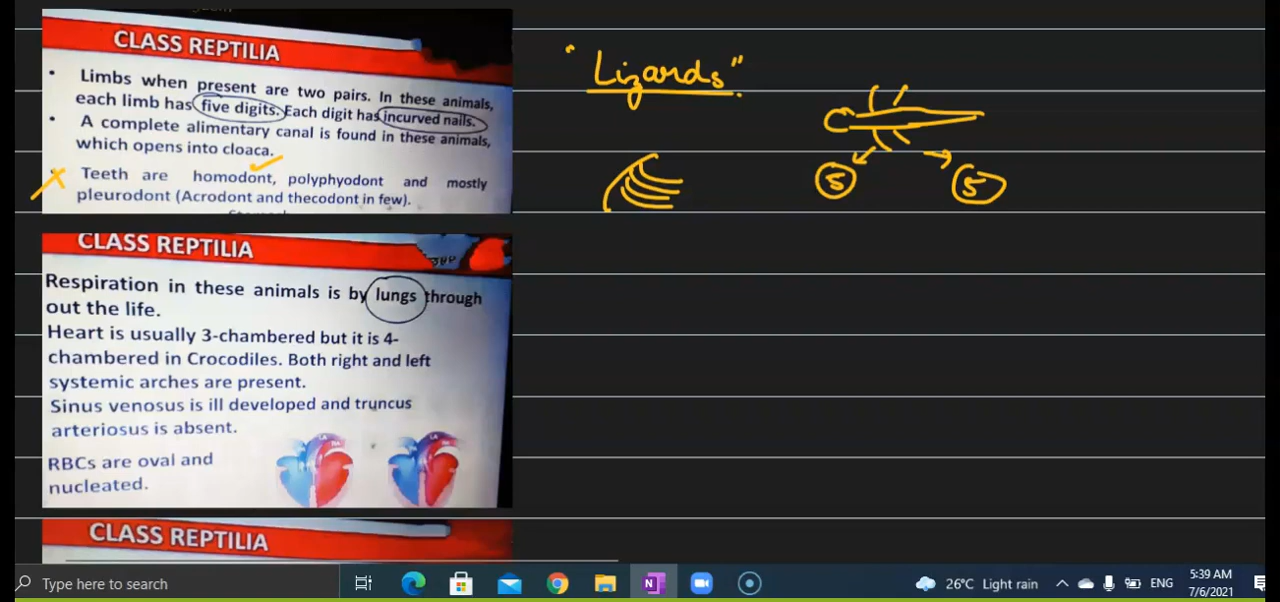 CLASS REPTILIA
• Limbs when present are two pairs. In these animals,
each limb has five digits. Each digit has incurved nails.
• A complete alimentary canal is found in these animals,
which opens into cloaca.
Teeth are homodont, polyphyodont and mostly
pleurodont (Acrodont and thecodont in few).
"Lizards"
5
5
CLASS REPTILIA
Respiration in these animals is by lungs through
out the life.
Heart is usually 3-chambered but it is 4-
chambered in Crocodiles. Both right and left
systemic arches are present.
Sinus venosus is ill developed and truncus
arteriosus is absent.
RBCs are oval and
nucleated.
CLASS REPTILIA
Type here to search
26°C Light rain
ENG
5:39 AM
7/6/2021